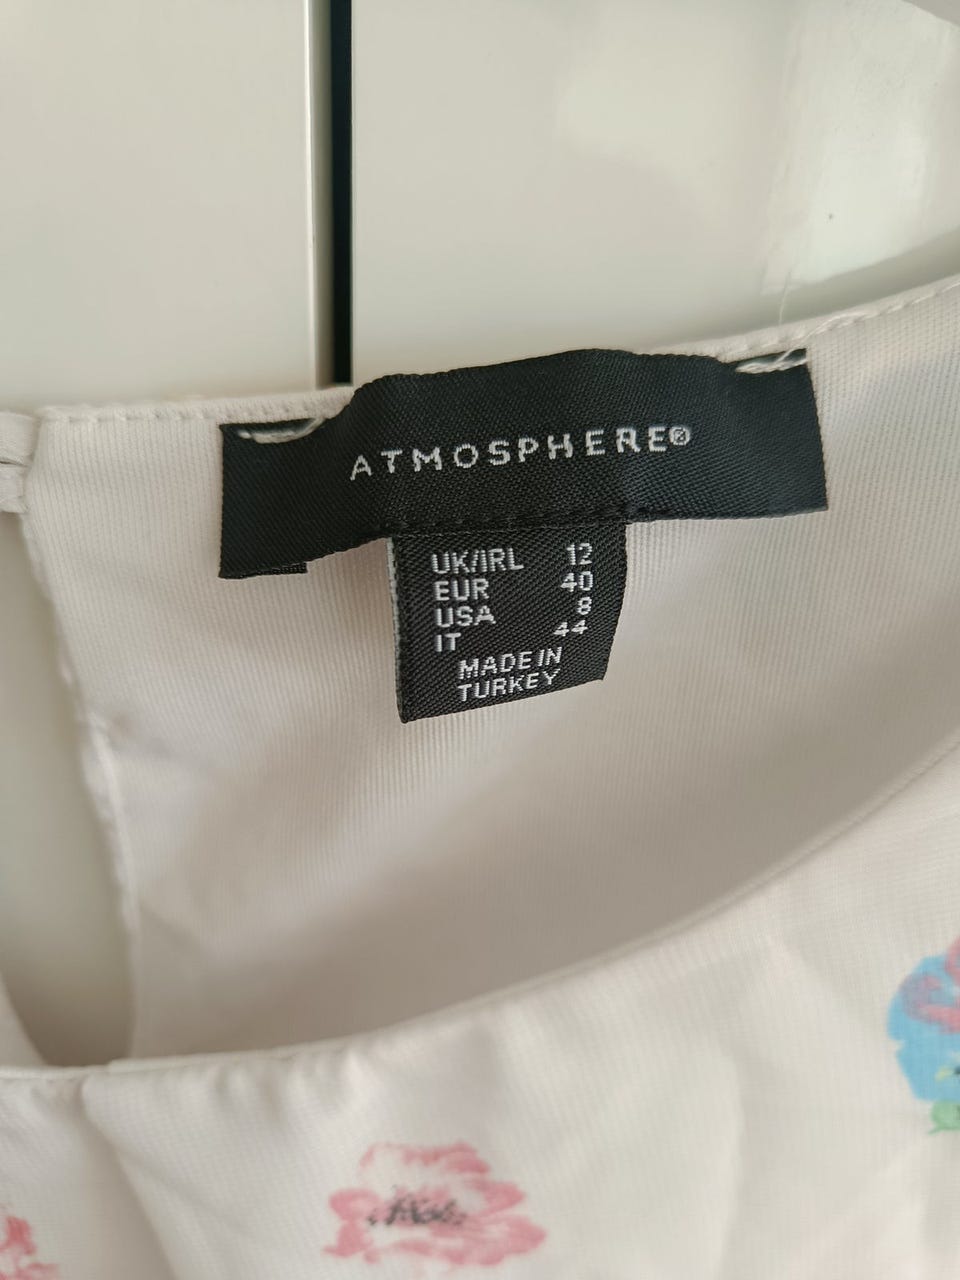 ATMOSPHERE®
UK/IRL 12
EUR 40
USA 8
IT 44
MADE IN
TURKEY